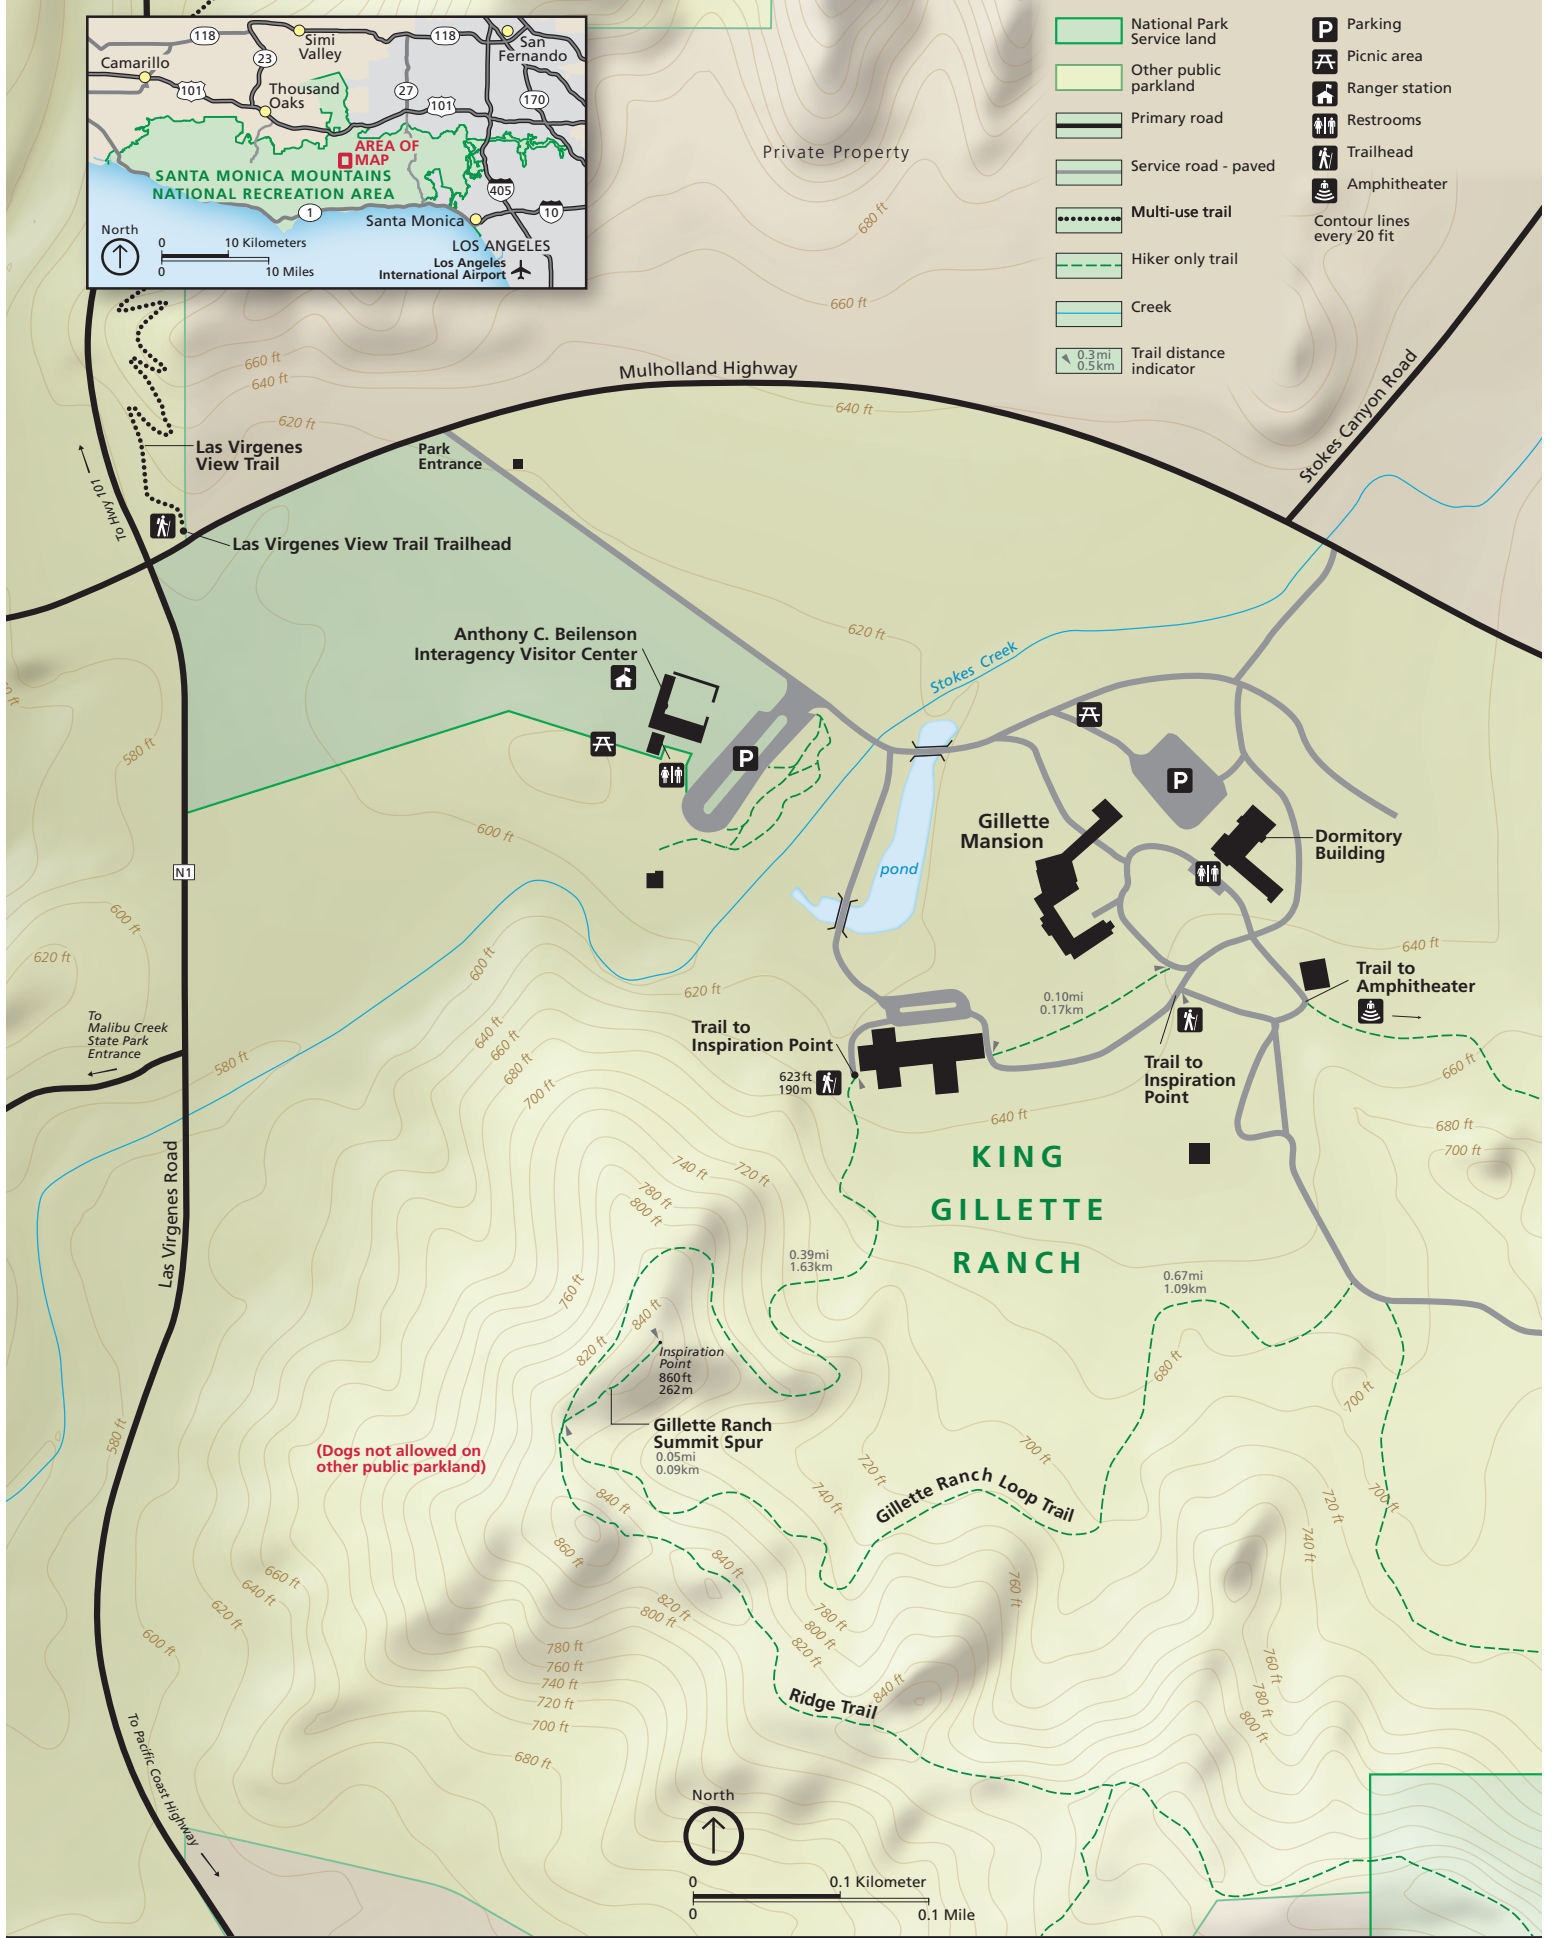 118
Simi
Valley
118
San
Fernando
Camarillo
23
101
Thousand
Oaks
27
101
170
AREA OF
MAP
SANTA MONICA MOUNTAINS
NATIONAL RECREATION AREA
405
1
10
Santa Monica
North
0
10 Kilometers
0
10 Miles
LOS ANGELES
Los Angeles
International Airport
National Park
Service land
Other public
parkland
Primary road
Service road - paved
Multi-use trail
Hiker only trail
Creek
0.3mi
0.5km
Trail distance
indicator
P
Parking
Picnic area
Ranger station
Restrooms
Trailhead
Amphitheater
Contour lines
every 20 fit
Private Property
680 ft
660 ft
660 ft
640 ft
620 ft
Mulholland Highway
640 ft
Stokes Canyon Road
Las Virgenes
View Trail
Park
Entrance
To Hwy 101
Las Virgenes View Trail Trailhead
Anthony C. Beilenson
Interagency Visitor Center
620 ft
Stokes Creek
580 ft
P
P
600 ft
Gillette
Mansion
Dormitory
Building
pond
N1
600 ft
620 ft
600 ft
640 ft
620 ft
Trail to
Amphitheater
0.10mi
0.17km
To
Malibu Creek
State Park
Entrance
580 ft
640 ft
660 ft
680 ft
700 ft
Trail to
Inspiration Point
623 ft
190 m
Trail to
Inspiration
Point
660 ft
640 ft
680 ft
700 ft
KING
GILLETTE
RANCH
Las Virgenes Road
740 ft
720 ft
780 ft
800 ft
0.39mi
1.63km
0.67mi
1.09km
760 ft
840 ft
820 ft
Inspiration
Point
860 ft
262 m
680 ft
700 ft
Gillette Ranch
Summit Spur
0.05mi
0.09km
580 ft
(Dogs not allowed on
other public parkland)
700 ft
720 ft
740 ft
Gillette Ranch Loop Trail
840 ft
700 ft
720 ft
740 ft
860 ft
840 ft
660 ft
640 ft
620 ft
600 ft
820 ft
800 ft
780 ft
800 ft
820 ft
760 ft
780 ft
760 ft
740 ft
720 ft
700 ft
680 ft
840 ft
Ridge Trail
760 ft
780 ft
800 ft
To Pacific Coast Highway
North
0
0.1 Kilometer
0
0.1 Mile